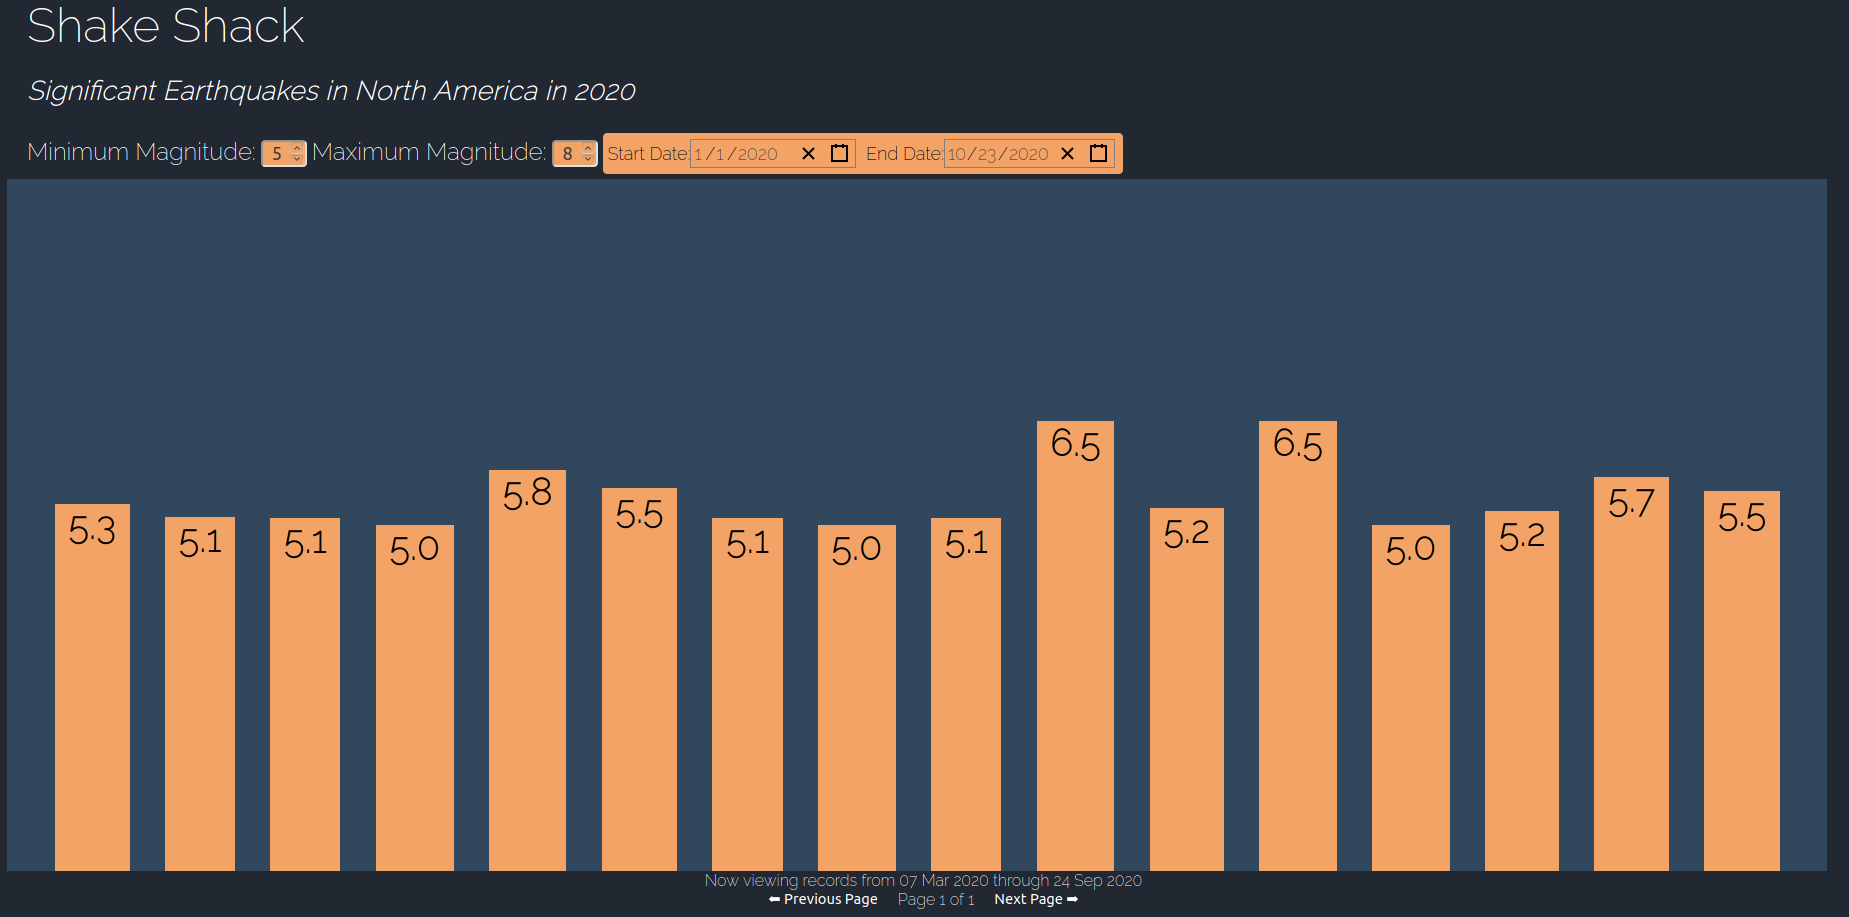 Shake Shack
Significant Earthquakes in North America in 2020
Minimum Magnitude: 5 Maximum Magnitude: 8 Start Date: 1/1/2020 End Date: 10/23/2020
5.3 5.1 5.1 5.0 5.8 5.5 5.1 5.0 5.1 6.5 5.2 6.5 5.0 5.2 5.7 5.5
Now viewing records from 07 Mar 2020 through 24 Sep 2020
⬅ Previous Page Page 1 of 1 Next Page ➡